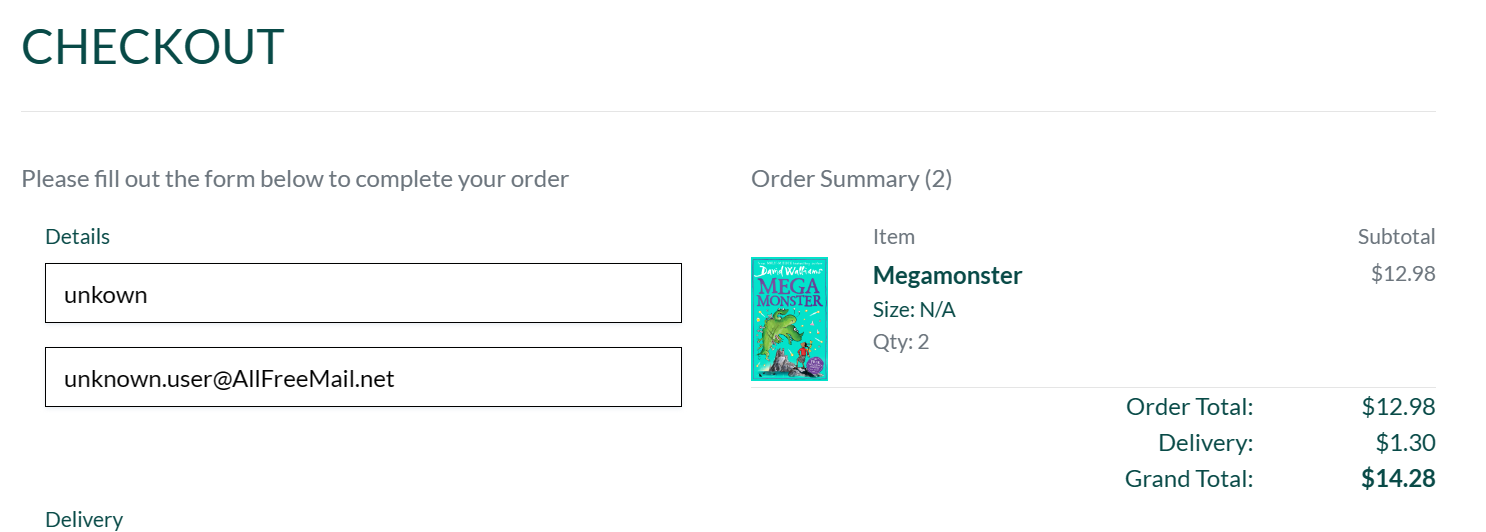 CHECKOUT
Please fill out the form below to complete your order
Details
unkown
unknown.user@AllFreeMail.net
Delivery
Order Summary (2)
Item Subtotal
David Walliams
MEGA
MONSTER
Megamonster $12.98
Size: N/A
Qty: 2
Order Total: $12.98
Delivery: $1.30
Grand Total: $14.28